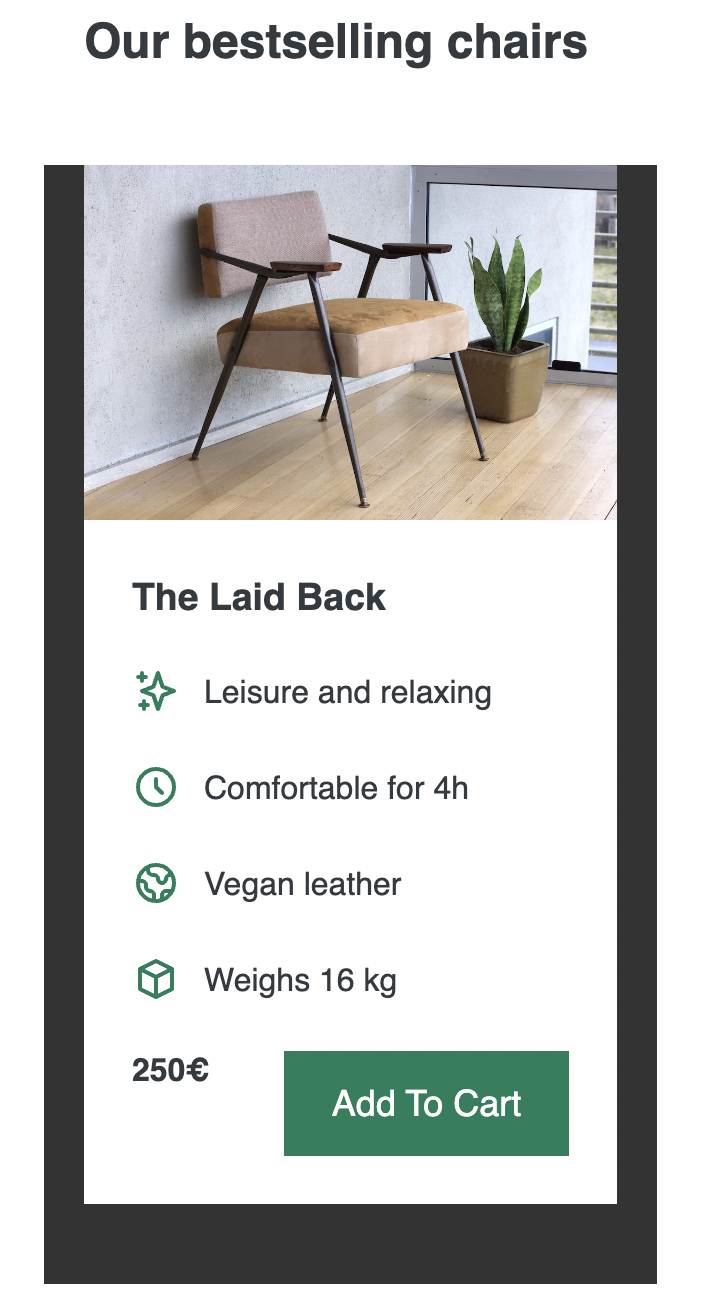 Our bestselling chairs
The Laid Back
Leisure and relaxing
Comfortable for 4h
Vegan leather
Weighs 16 kg
250€
Add To Cart